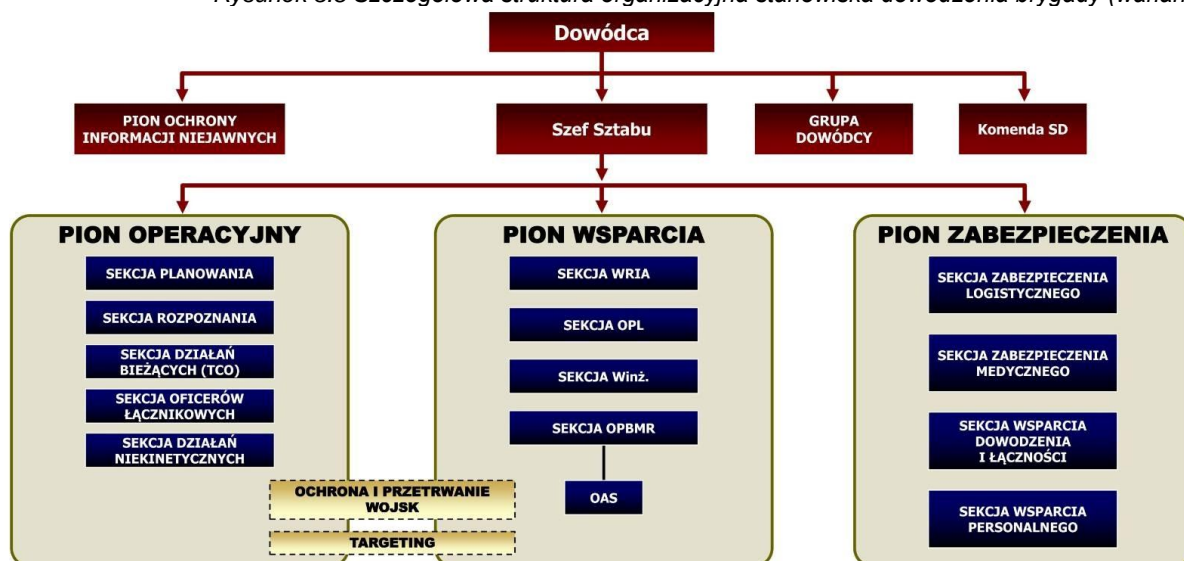 Dowódca
PION OCHRONY
INFORMACJI NIEJAWNYCH
Szef Sztabu
GRUPA
DOWÓDCY
Komenda SD
PION OPERACYJNY
SEKCJA PLANOWANIA
SEKCJA ROZPOZNANIA
SEKCJA DZIAŁAŃ
BIEŻĄCYCH (TCO)
SEKCJA OFICERÓW
ŁĄCZNIKOWYCH
SEKCJA DZIAŁAŃ
NIEKINETYCZNYCH
OCHRONA I PRZETRWANIE
WOJSK
TARGETING
PION WSPARCIA
SEKCJA WRIA
SEKCJA OPL
SEKCJA Winż.
SEKCJA OPBMR
OAS
PION ZABEZPIECZENIA
SEKCJA ZABEZPIECZENIA
LOGISTYCZNEGO
SEKCJA ZABEZPIECZENIA
MEDYCZNEGO
SEKCJA WSPARCIA
DOWODZENIA
I ŁĄCZNOŚCI
SEKCJA WSPARCIA
PERSONALNEGO